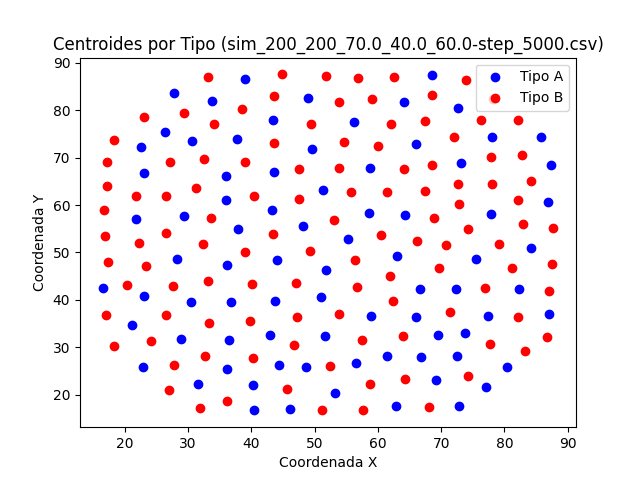 Centroides por Tipo (sim_200_200_70.0_40.0_60.0-step_5000.csv)
90
80
70
60
50
40
30
20
Coordenada Y
Tipo A
Tipo B
20 30 40 50 60 70 80 90
Coordenada X